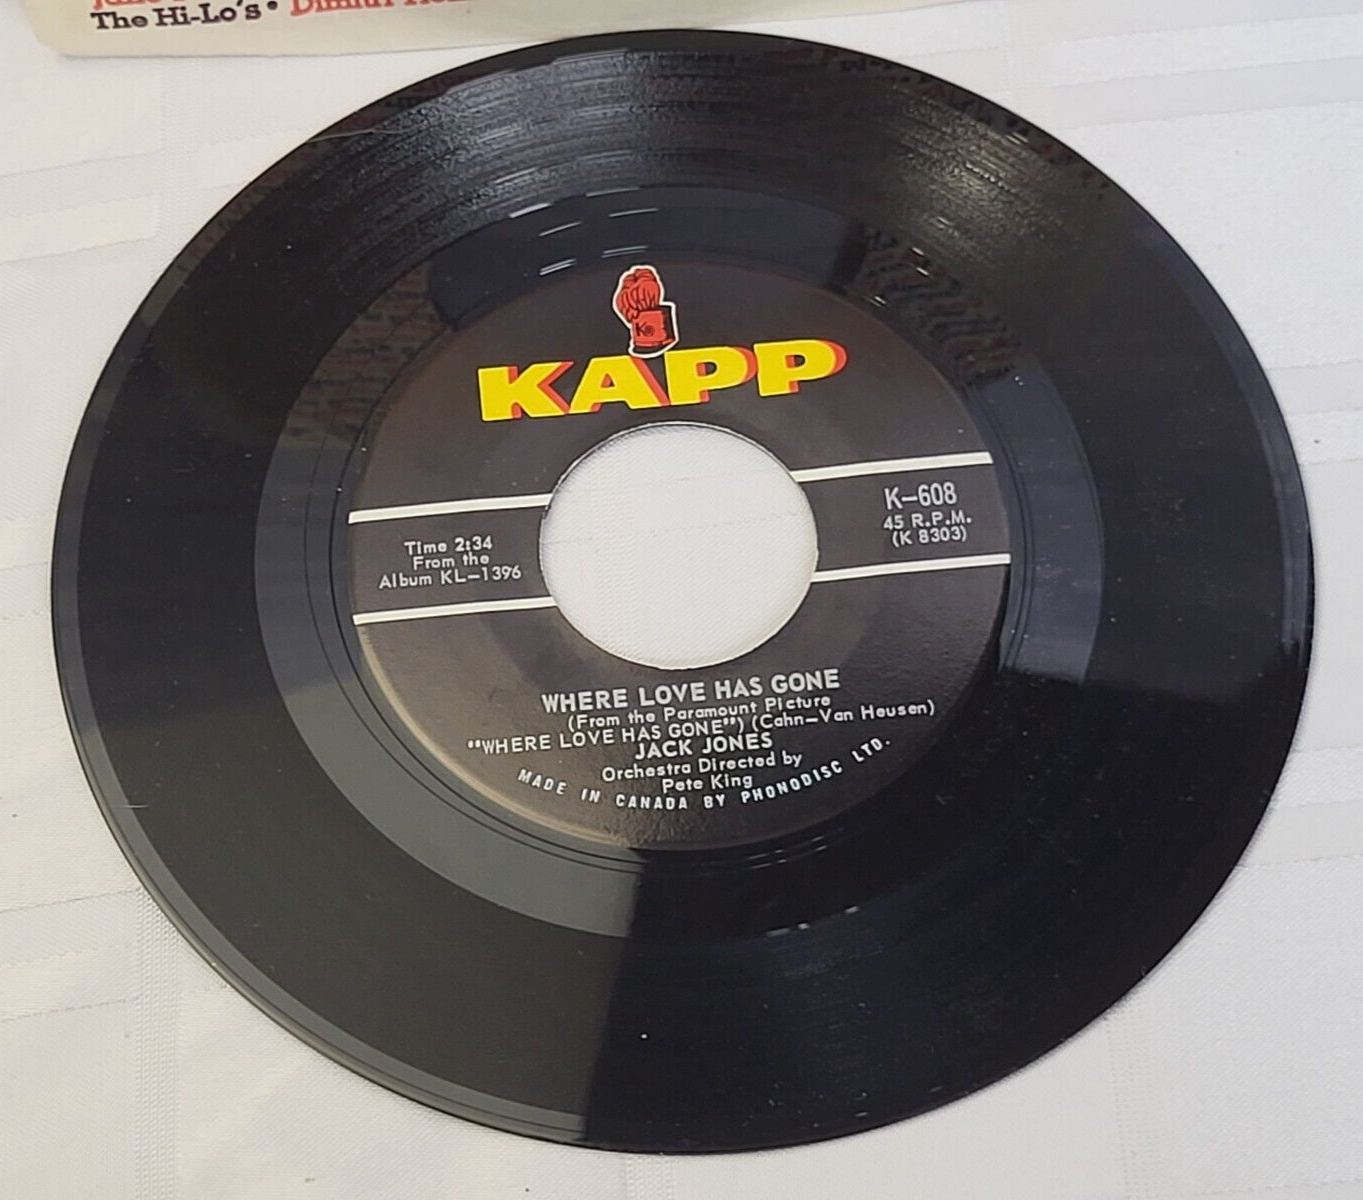 The Hi-Lo's •
KAPP
K-608
45 R.P.M.
(K 8303)
Time 2:34
From the
Album KL-1396
WHERE LOVE HAS GONE
(From the Paramount Picture
"WHERE LOVE HAS GONE") (Cahn-Van Heusen)
JACK JONES
Orchestra Directed by
Pete King
MADE IN CANADA BY PHONODISC LTD.